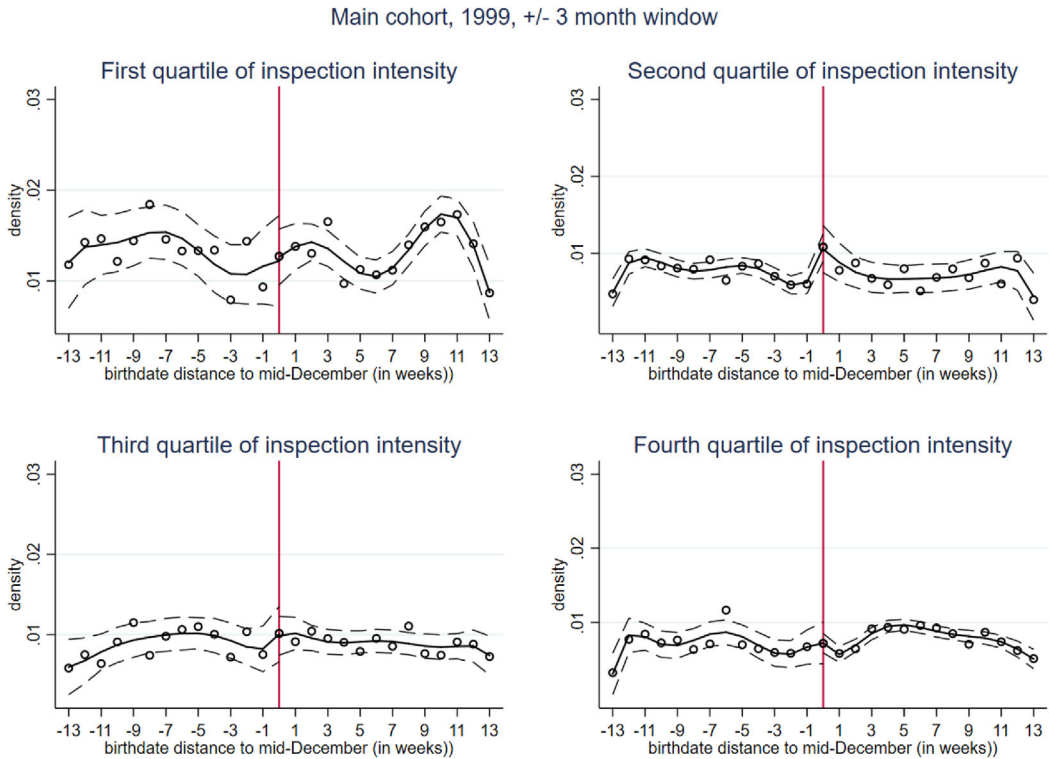 Main cohort, 1999, +/- 3 month window
First quartile of inspection intensity
.03
.02
.01
density
-13 -11 -9 -7 -5 -3 -1 1 3 5 7 9 11 13
birthdate distance to mid-December (in weeks))
Second quartile of inspection intensity
.03
.02
.01
density
-13 -11 -9 -7 -5 -3 -1 1 3 5 7 9 11 13
birthdate distance to mid-December (in weeks))
Third quartile of inspection intensity
.03
.02
.01
density
-13 -11 -9 -7 -5 -3 -1 1 3 5 7 9 11 13
birthdate distance to mid-December (in weeks))
Fourth quartile of inspection intensity
.03
.02
.01
density
-13 -11 -9 -7 -5 -3 -1 1 3 5 7 9 11 13
birthdate distance to mid-December (in weeks))